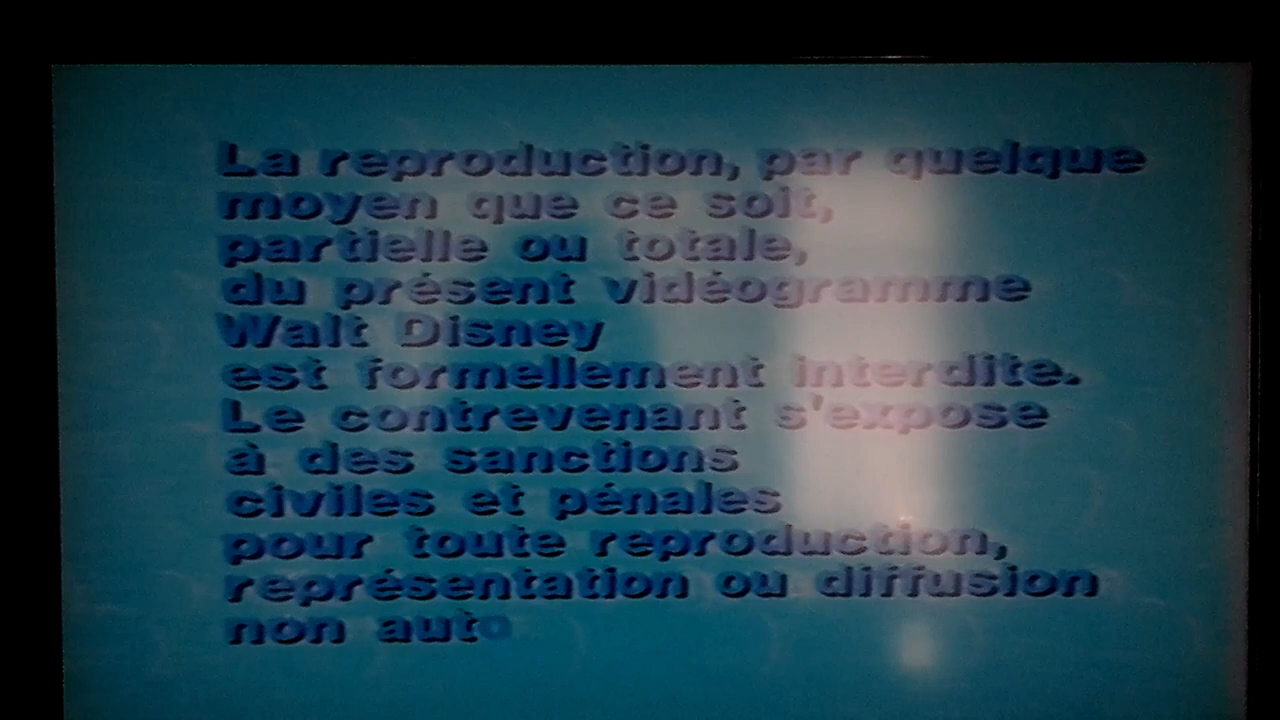 La reproduction, par quelque
moyen que ce soit,
partielle ou totale,
du présent vidéogramme
Walt Disney
est formellement interdite.
Le contrevenant s'expose
à des sanctions
civiles et pénales
pour toute reproduction,
représentation ou diffusion
non auto